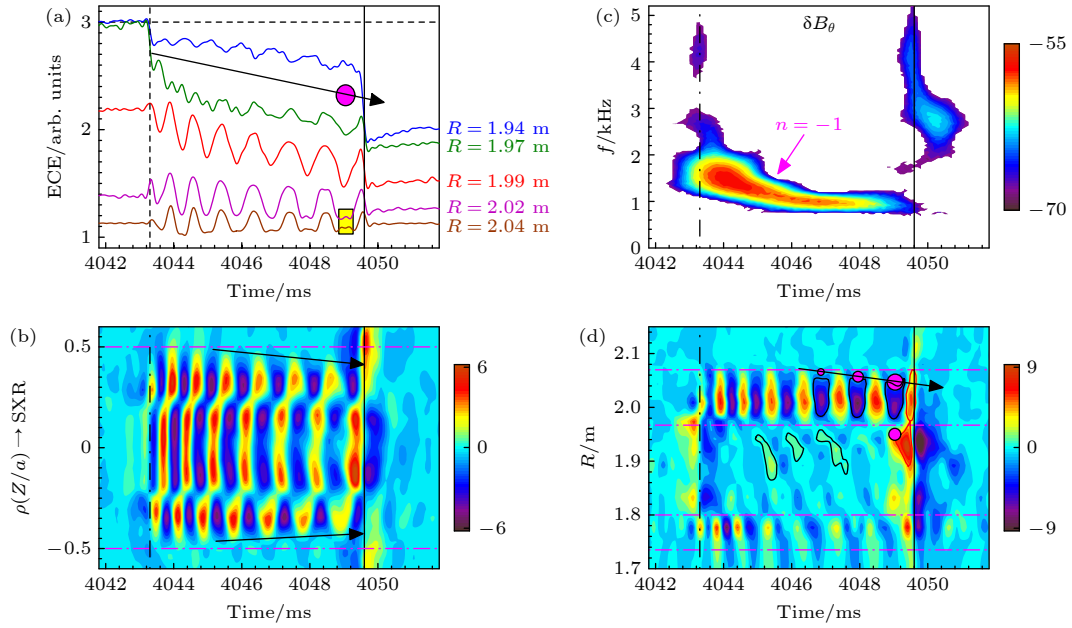 (a)
3
2
1
ECE/arb. units
R = 1.94 m
R = 1.97 m
R = 1.99 m
R = 2.02 m
R = 2.04 m
4042 4044 4046 4048 4050
Time/ms
(c)
δBθ
5
4
3
2
1
0
f/kHz
n = −1
−55
−70
4042 4044 4046 4048 4050
Time/ms
(b)
0.5
0
−0.5
ρ(Z/a) → SXR
6
0
−6
4042 4044 4046 4048 4050
Time/ms
(d)
2.1
2.0
1.9
1.8
1.7
R/m
9
0
−9
4042 4044 4046 4048 4050
Time/ms